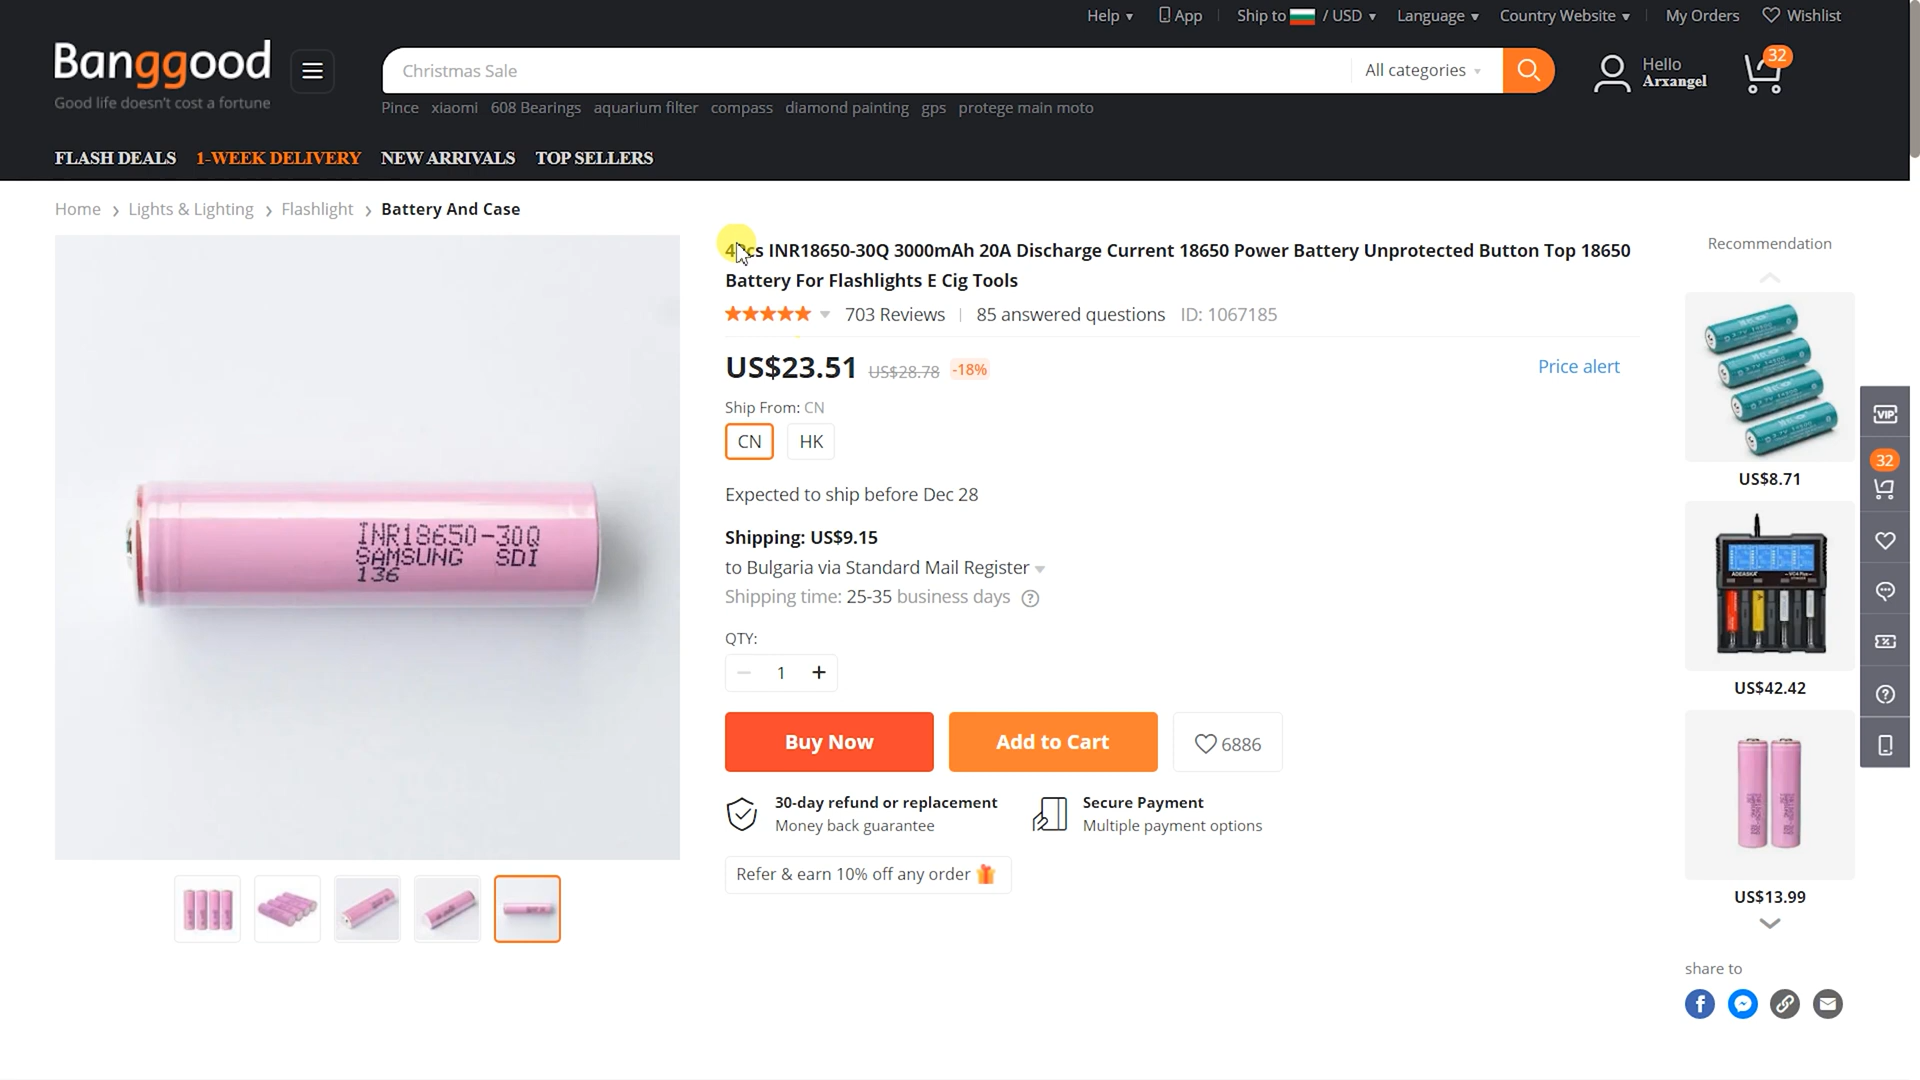 Help
App
Ship to / USD
Language
Country Website
My Orders
Wishlist
Banggood
Good life doesn't cost a fortune
Christmas Sale
All categories
Hello
Arxangel
32
Pince xiaomi 608 Bearings aquarium filter compass diamond painting gps protege main moto
FLASH DEALS 1-WEEK DELIVERY NEW ARRIVALS TOP SELLERS
Home › Lights & Lighting › Flashlight › Battery And Case
INR18650-30Q
SAMSUNG SDI
136
4Pcs INR18650-30Q 3000mAh 20A Discharge Current 18650 Power Battery Unprotected Button Top 18650
Battery For Flashlights E Cig Tools
703 Reviews | 85 answered questions ID: 1067185
US$23.51 US$28.78 -18%
Price alert
Ship From: CN
CN HK
Expected to ship before Dec 28
Shipping: US$9.15
to Bulgaria via Standard Mail Register
Shipping time: 25-35 business days ?
QTY:
− 1 +
Buy Now
Add to Cart
6886
30-day refund or replacement
Money back guarantee
Secure Payment
Multiple payment options
Refer & earn 10% off any order
Recommendation
US$8.71
US$42.42
US$13.99
share to
VIP
32